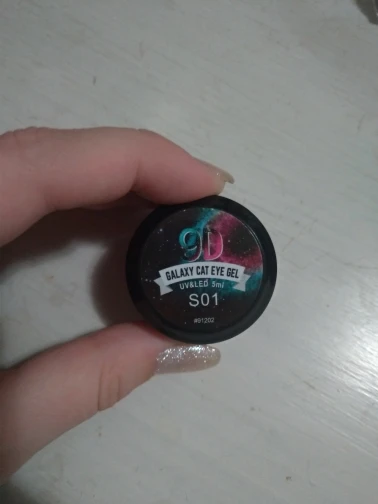 9D
GALAXY CAT EYE GEL
UV&LED 5ml
S01
#91202